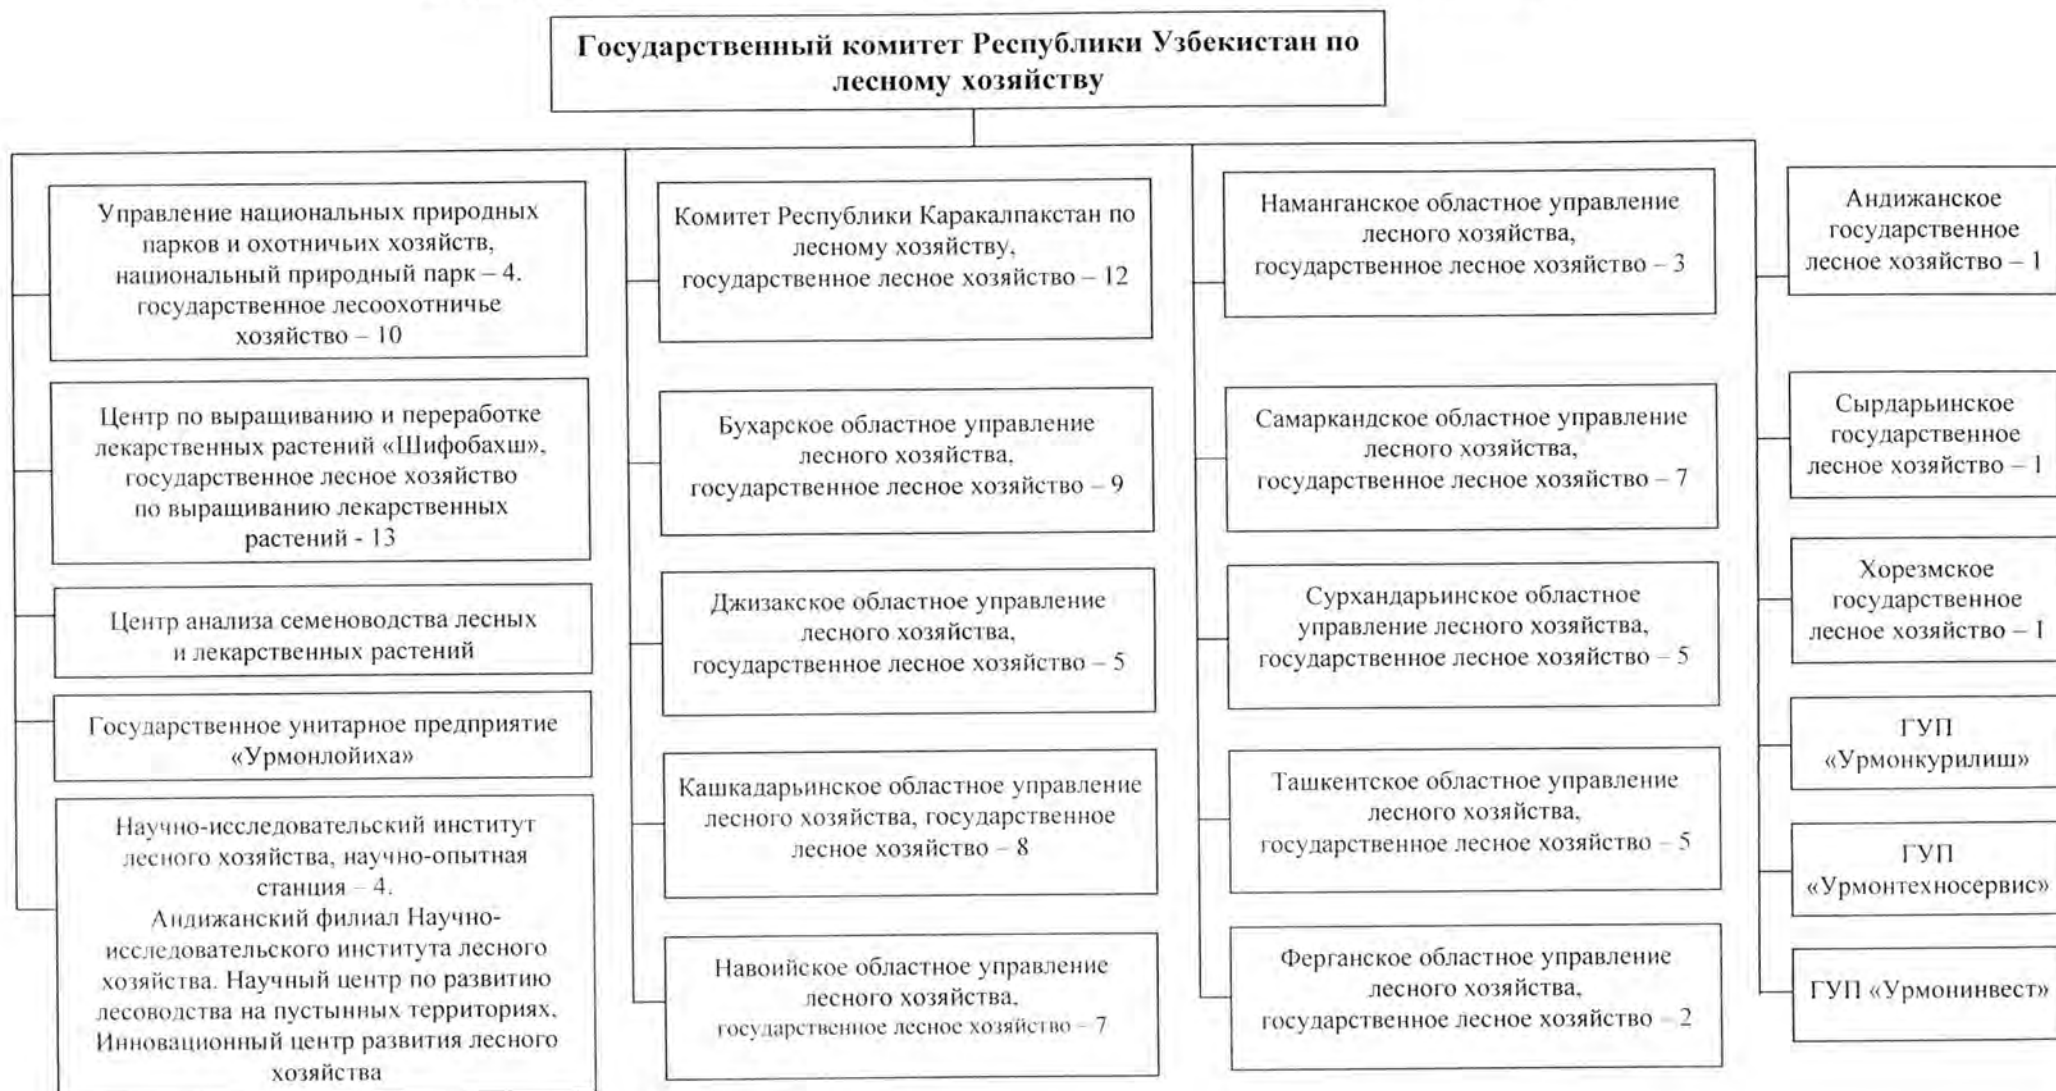 Государственный комитет Республики Узбекистан по
лесному хозяйству
Управление национальных природных
парков и охотничьих хозяйств,
национальный природный парк – 4.
государственное лесоохотничье
хозяйство – 10
Центр по выращиванию и переработке
лекарственных растений «Шифобахш»,
государственное лесное хозяйство
по выращиванию лекарственных
растений - 13
Центр анализа семеноводства лесных
и лекарственных растений
Государственное унитарное предприятие
«Урмонлойиха»
Научно-исследовательский институт
лесного хозяйства, научно-опытная
станция – 4.
Андижанский филиал Научно-
исследовательского института лесного
хозяйства. Научный центр по развитию
лесоводства на пустынных территориях.
Инновационный центр развития лесного
хозяйства
Комитет Республики Каракалпакстан по
лесному хозяйству,
государственное лесное хозяйство – 12
Бухарское областное управление
лесного хозяйства,
государственное лесное хозяйство – 9
Джизакское областное управление
лесного хозяйства,
государственное лесное хозяйство – 5
Кашкадарьинское областное управление
лесного хозяйства, государственное
лесное хозяйство – 8
Навоийское областное управление
лесного хозяйства,
государственное лесное хозяйство – 7
Наманганское областное управление
лесного хозяйства,
государственное лесное хозяйство – 3
Самаркандское областное управление
лесного хозяйства,
государственное лесное хозяйство – 7
Сурхандарьинское областное
управление лесного хозяйства,
государственное лесное хозяйство – 5
Ташкентское областное управление
лесного хозяйства,
государственное лесное хозяйство – 5
Ферганское областное управление
лесного хозяйства,
государственное лесное хозяйство – 2
Андижанское
государственное
лесное хозяйство – 1
Сырдарьинское
государственное
лесное хозяйство – 1
Хорезмское
государственное
лесное хозяйство – 1
ГУП
«Урмонкурилиш»
ГУП
«Урмонтехносервис»
ГУП «Урмонинвест»